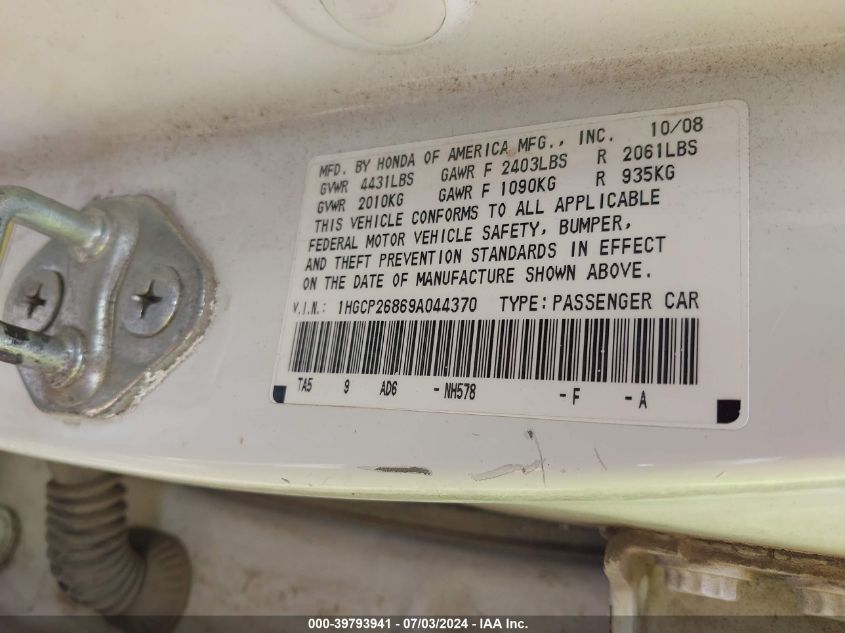 MFD. BY HONDA OF AMERICA MFG., INC. 10/08
GVWR 4431LBS GAWR F 2403LBS R 2061LBS
GVWR 2010KG GAWR F 1090KG R 935KG
THIS VEHICLE CONFORMS TO ALL APPLICABLE
FEDERAL MOTOR VEHICLE SAFETY, BUMPER,
AND THEFT PREVENTION STANDARDS IN EFFECT
ON THE DATE OF MANUFACTURE SHOWN ABOVE.
V.I.N.: 1HGCP26869A044370 TYPE: PASSENGER CAR
TA5 9 AD6 -NH578 -F -A
000-39793941 - 07/03/2024 - IAA Inc.